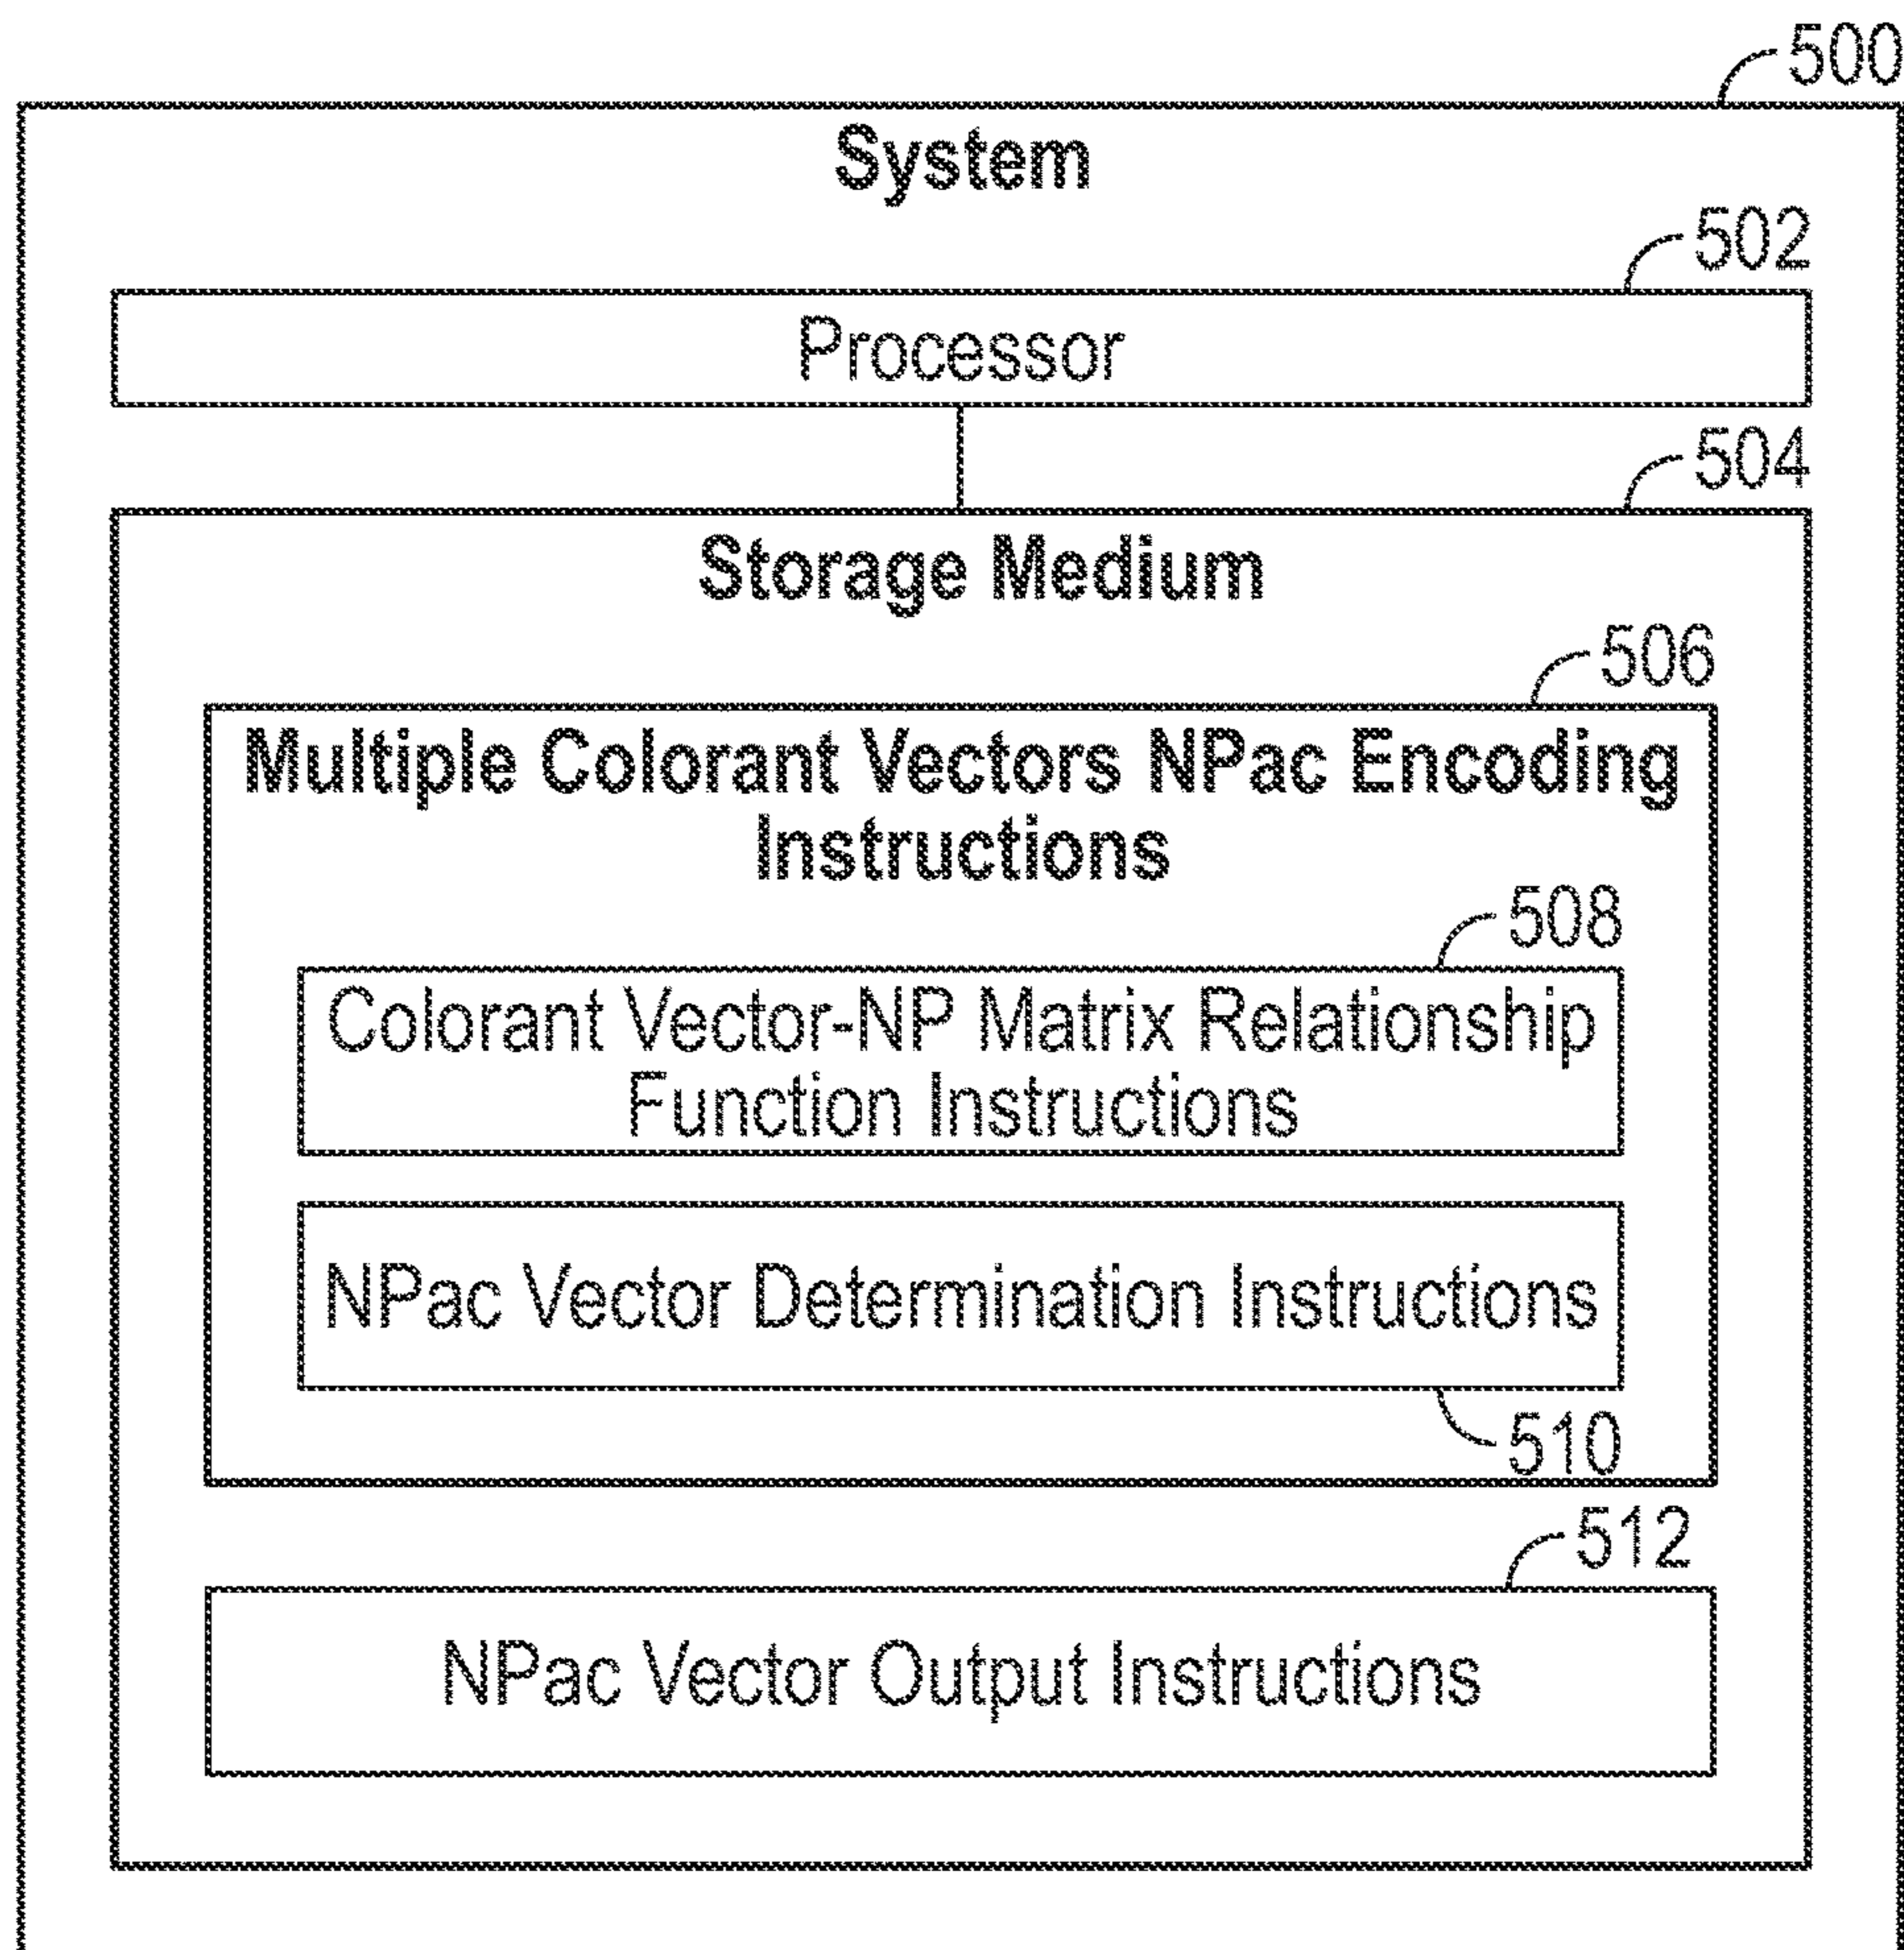 500
System
502
Processor
504
Storage Medium
506
Multiple Colorant Vectors NPac Encoding
Instructions
508
Colorant Vector-NP Matrix Relationship
Function Instructions
NPac Vector Determination Instructions
510
512
NPac Vector Output Instructions